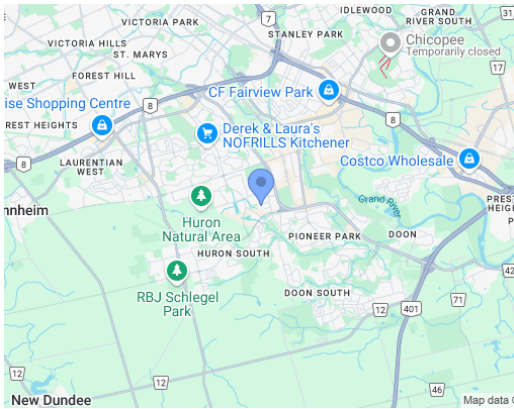 IDLEWOOD
GRAND
RIVER SOUTH
VICTORIA PARK
7
STANLEY PARK
VICTORIA HILLS
ST. MARYS
Chicopee
Temporarily closed
FOREST HILL
17
WEST
CF Fairview Park
ise Shopping Centre
8
REST HEIGHTS
Derek & Laura's
NOFRILLS Kitchener
8
8
LAURENTIAN
WEST
Costco Wholesale
Grand
River
PRES
HEIG
nnheim
Huron
Natural Area
PIONEER PARK
DOON
HURON SOUTH
42
RBJ Schlegel
Park
DOON SOUTH
71
12
401
12
12
46
New Dundee
Map data